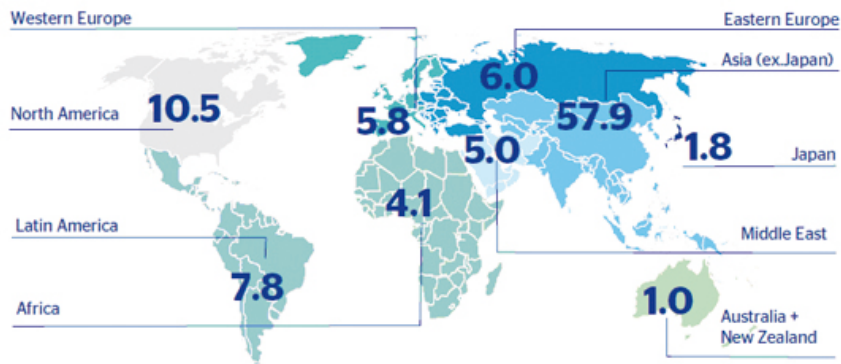 Western Europe
Eastern Europe
6.0
Asia (ex.Japan)
57.9
North America
10.5
5.8
5.0
1.8
Japan
4.1
Latin America
7.8
Middle East
Africa
1.0
Australia +
New Zealand